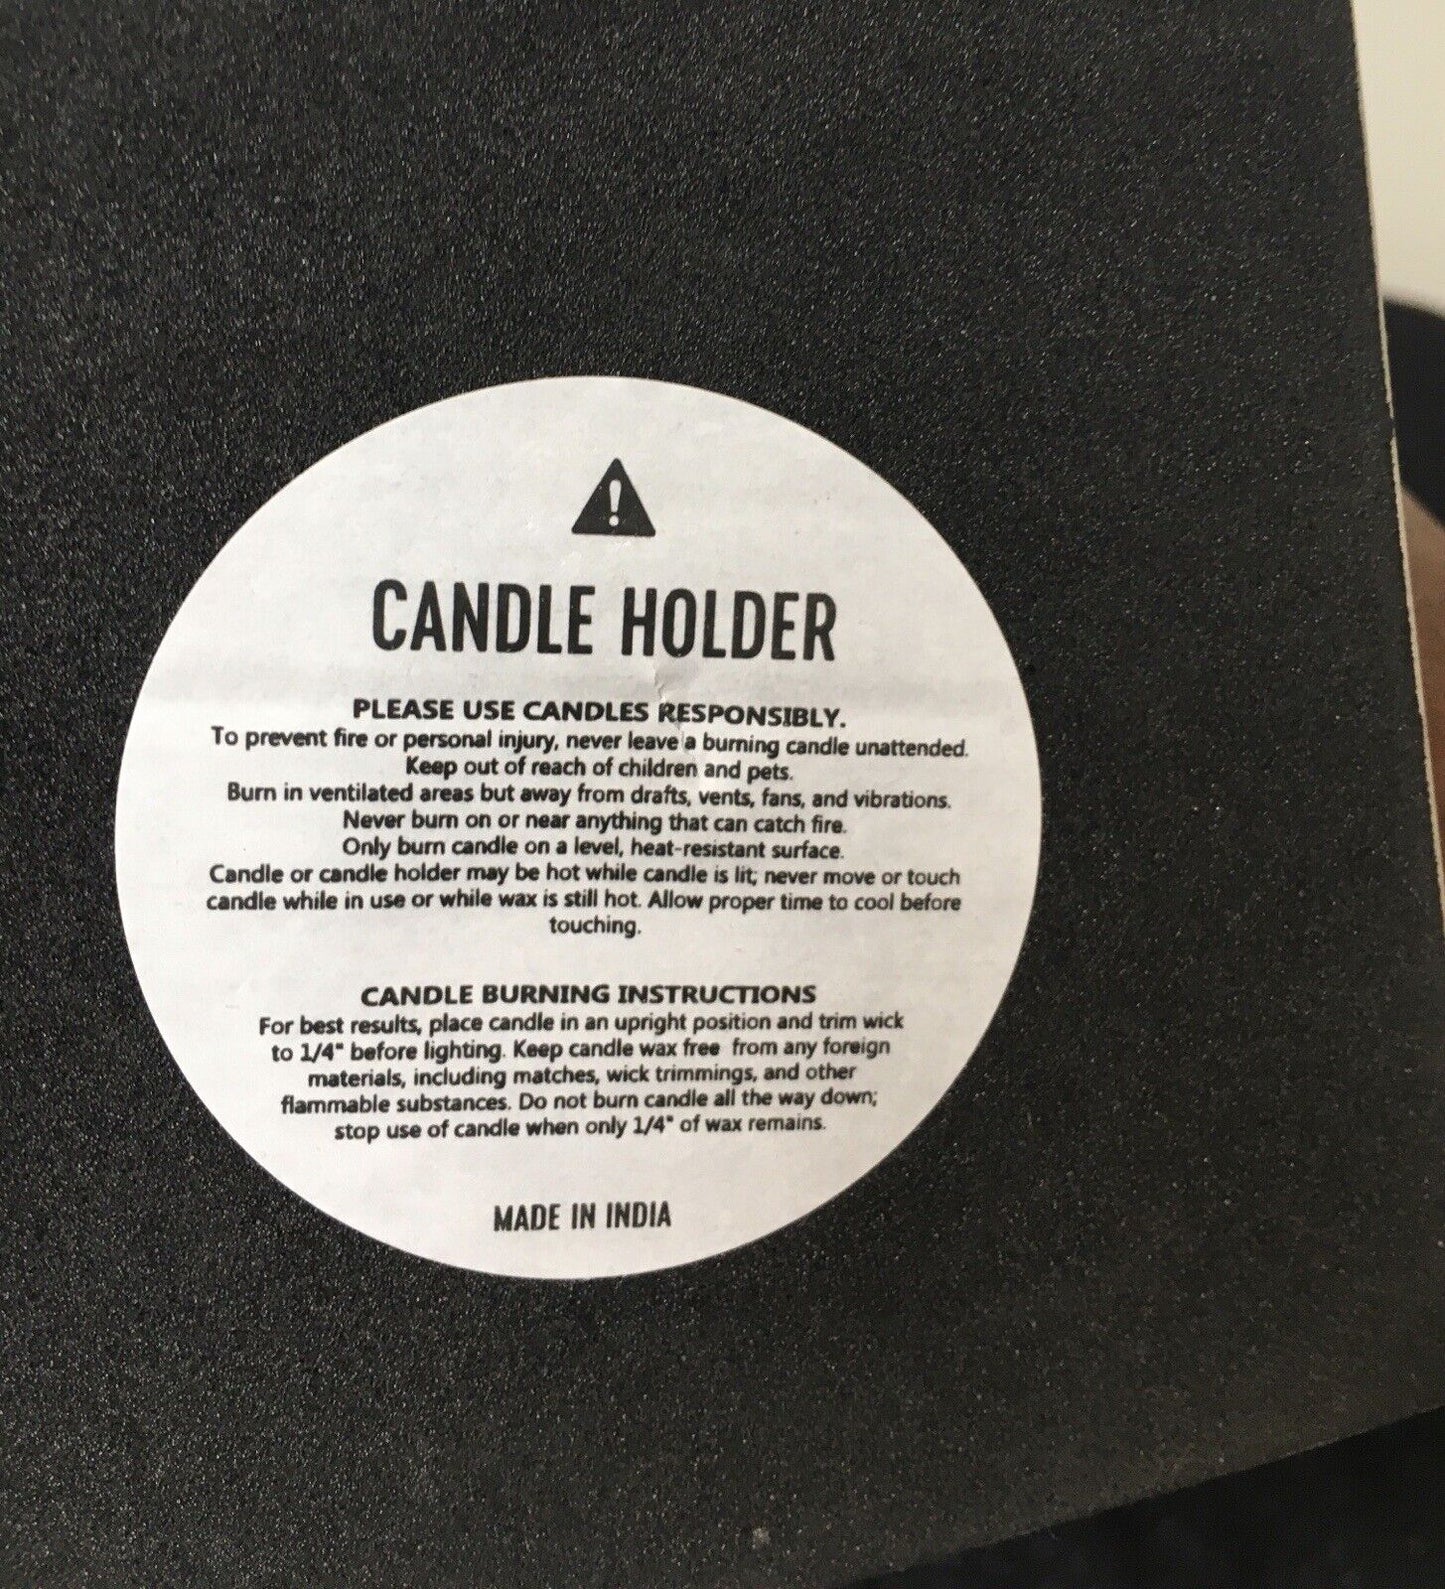 CANDLE HOLDER
PLEASE USE CANDLES RESPONSIBLY.
To prevent fire or personal injury, never leave a burning candle unattended.
Keep out of reach of children and pets.
Burn in ventilated areas but away from drafts, vents, fans, and vibrations.
Never burn on or near anything that can catch fire.
Only burn candle on a level, heat-resistant surface.
Candle or candle holder may be hot while candle is lit; never move or touch
candle while in use or while wax is still hot. Allow proper time to cool before
touching.
CANDLE BURNING INSTRUCTIONS
For best results, place candle in an upright position and trim wick
to 1/4" before lighting. Keep candle wax free from any foreign
materials, including matches, wick trimmings, and other
flammable substances. Do not burn candle all the way down;
stop use of candle when only 1/4" of wax remains.
MADE IN INDIA